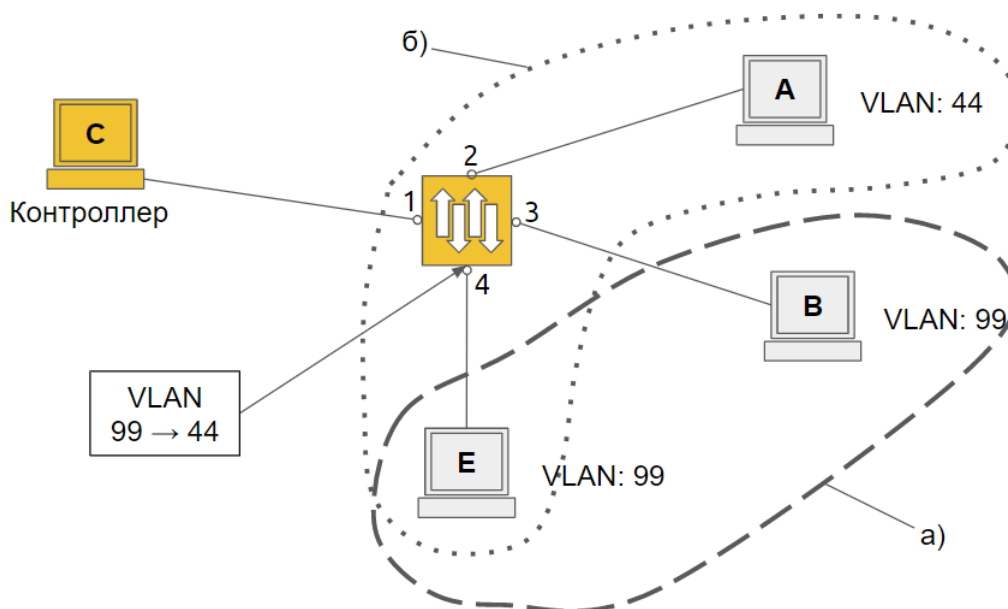 б)
A
VLAN: 44
C
Контроллер
2
1
3
4
B
VLAN: 99
VLAN
99 → 44
E
VLAN: 99
а)